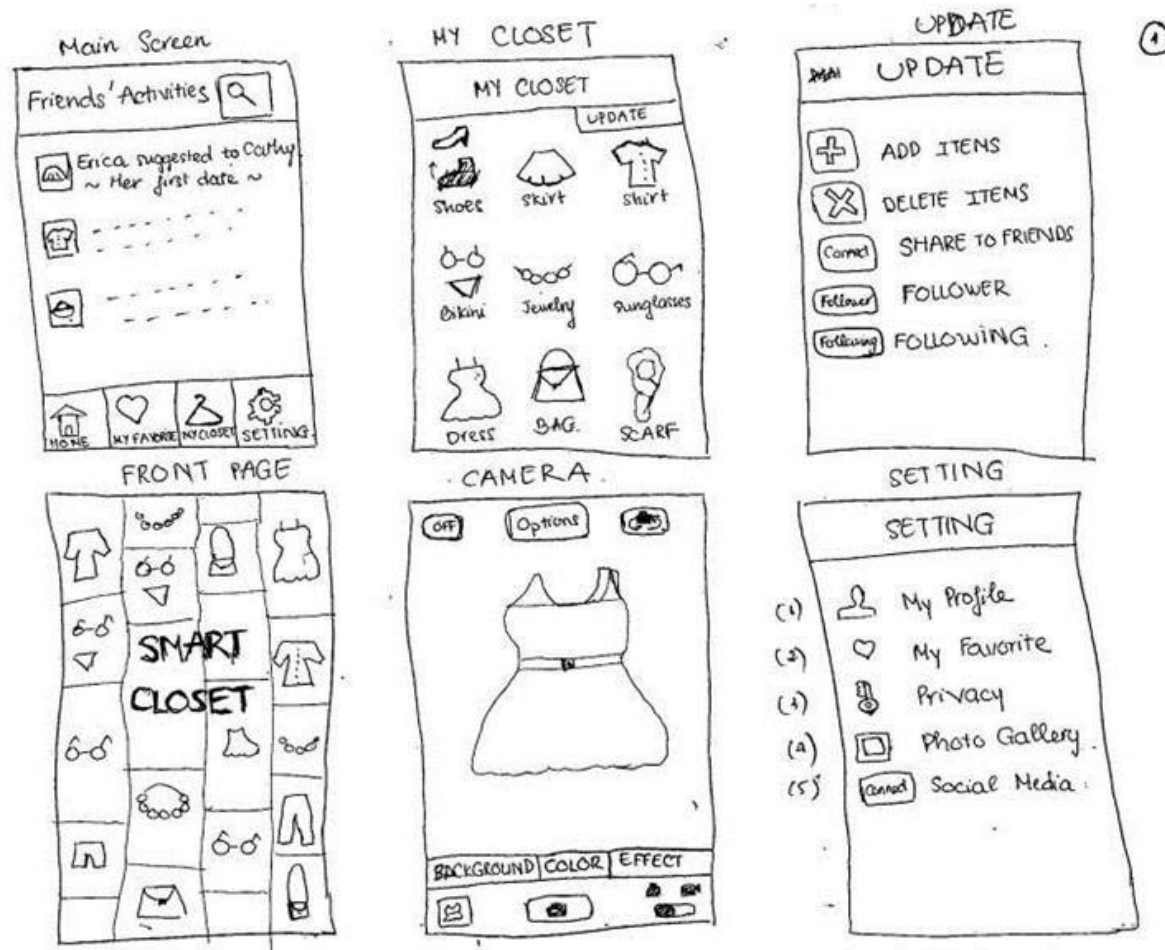 Main Screen
Friends' Activities
Erica suggested to Cathy
~ Her first date ~
HOME
MY FAVORITE
MY CLOSET
SETTING
MY CLOSET
MY CLOSET
UPDATE
Shoes
Skirt
Shirt
Bikini
Jewelry
Sunglasses
Dress
BAG.
SCARF
UPDATE
1
UPDATE
ADD ITENS
DELETE ITENS
Connect
SHARE TO FRIENDS
Follower
FOLLOWER
Following
FOLLOWING.
FRONT PAGE
SMART
CLOSET
CAMERA
OFF
Options
BACKGROUND
COLOR
EFFECT
SETTING
SETTING
(1) My Profile
(2) My Favorite
(3) Privacy
(4) Photo Gallery.
(5) Connect Social Media.